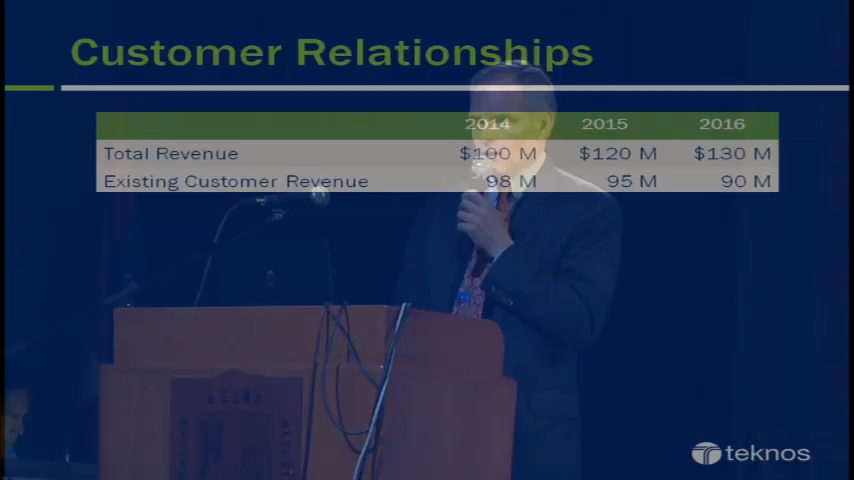 Customer Relationships
2014 2015 2016
Total Revenue $100 M $120 M $130 M
Existing Customer Revenue 98 M 95 M 90 M
teknos